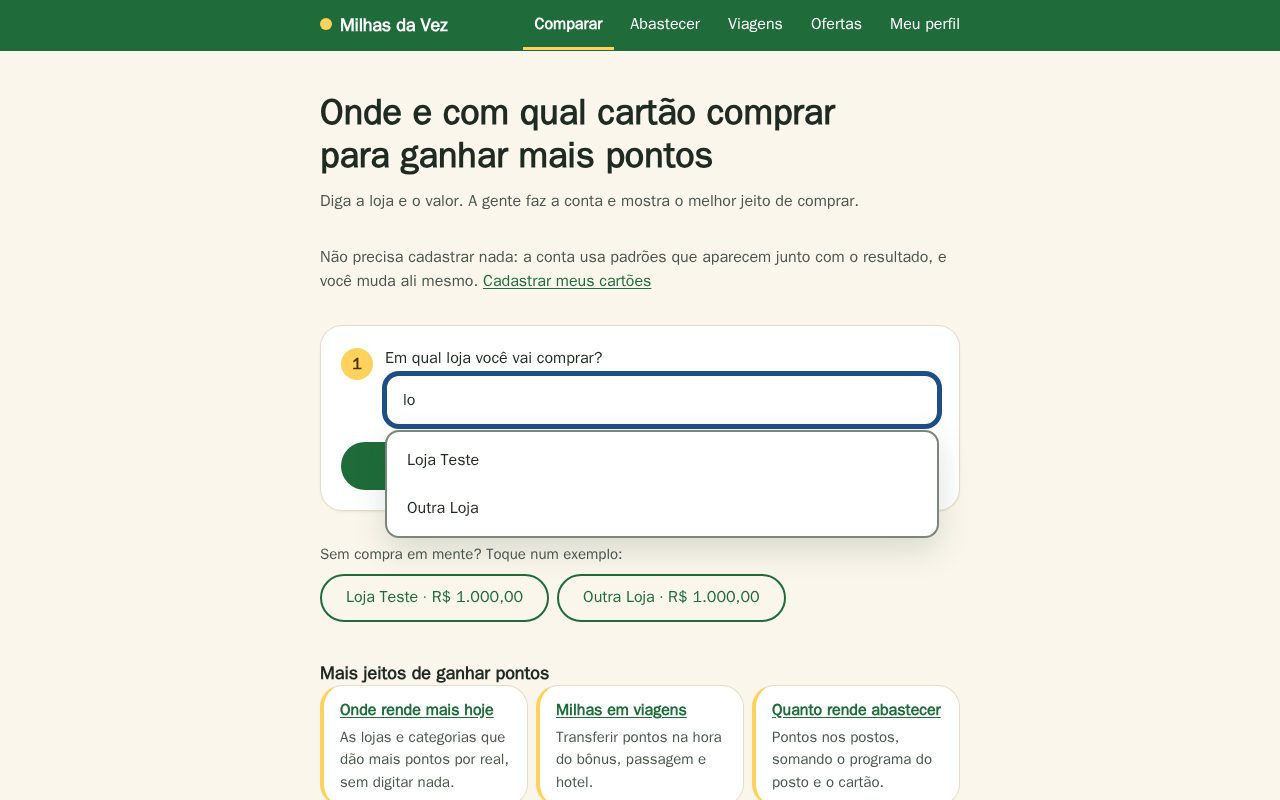 Milhas da Vez
Comparar
Abastecer
Viagens
Ofertas
Meu perfil
Onde e com qual cartão comprar
para ganhar mais pontos
Diga a loja e o valor. A gente faz a conta e mostra o melhor jeito de comprar.
Não precisa cadastrar nada: a conta usa padrões que aparecem junto com o resultado, e
você muda ali mesmo. Cadastrar meus cartões
1
Em qual loja você vai comprar?
lo
Loja Teste
Outra Loja
Sem compra em mente? Toque num exemplo:
Loja Teste · R$ 1.000,00
Outra Loja · R$ 1.000,00
Mais jeitos de ganhar pontos
Onde rende mais hoje
As lojas e categorias que
dão mais pontos por real,
sem digitar nada.
Milhas em viagens
Transferir pontos na hora
do bônus, passagem e
hotel.
Quanto rende abastecer
Pontos nos postos,
somando o programa do
posto e o cartão.